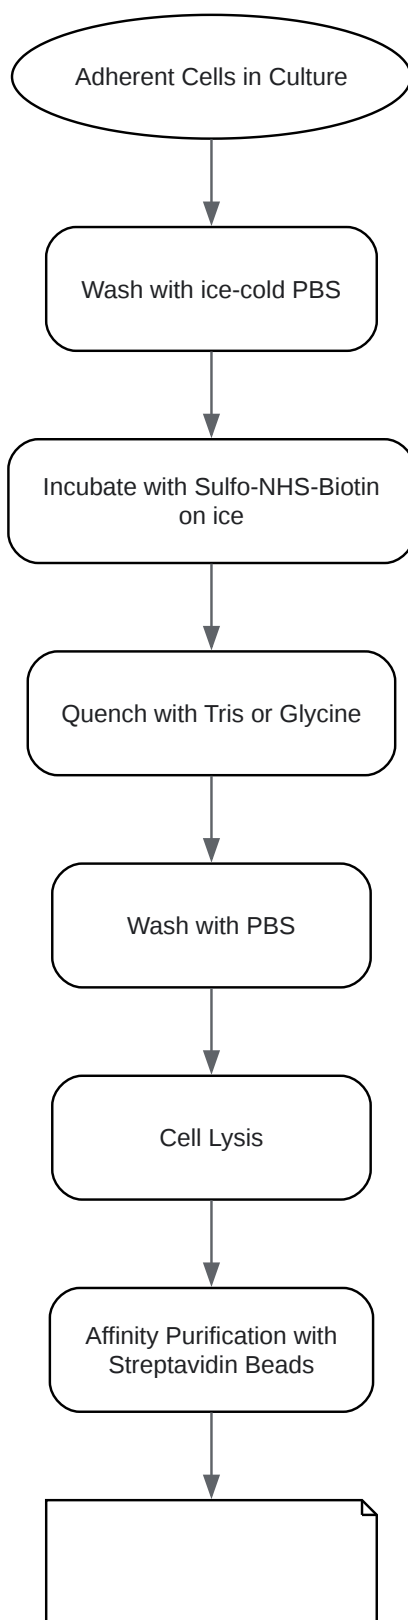 Adherent Cells in Culture
Wash with ice-cold PBS
Incubate with Sulfo-NHS-Biotin
on ice
Quench with Tris or Glycine
Wash with PBS
Cell Lysis
Affinity Purification with
Streptavidin Beads